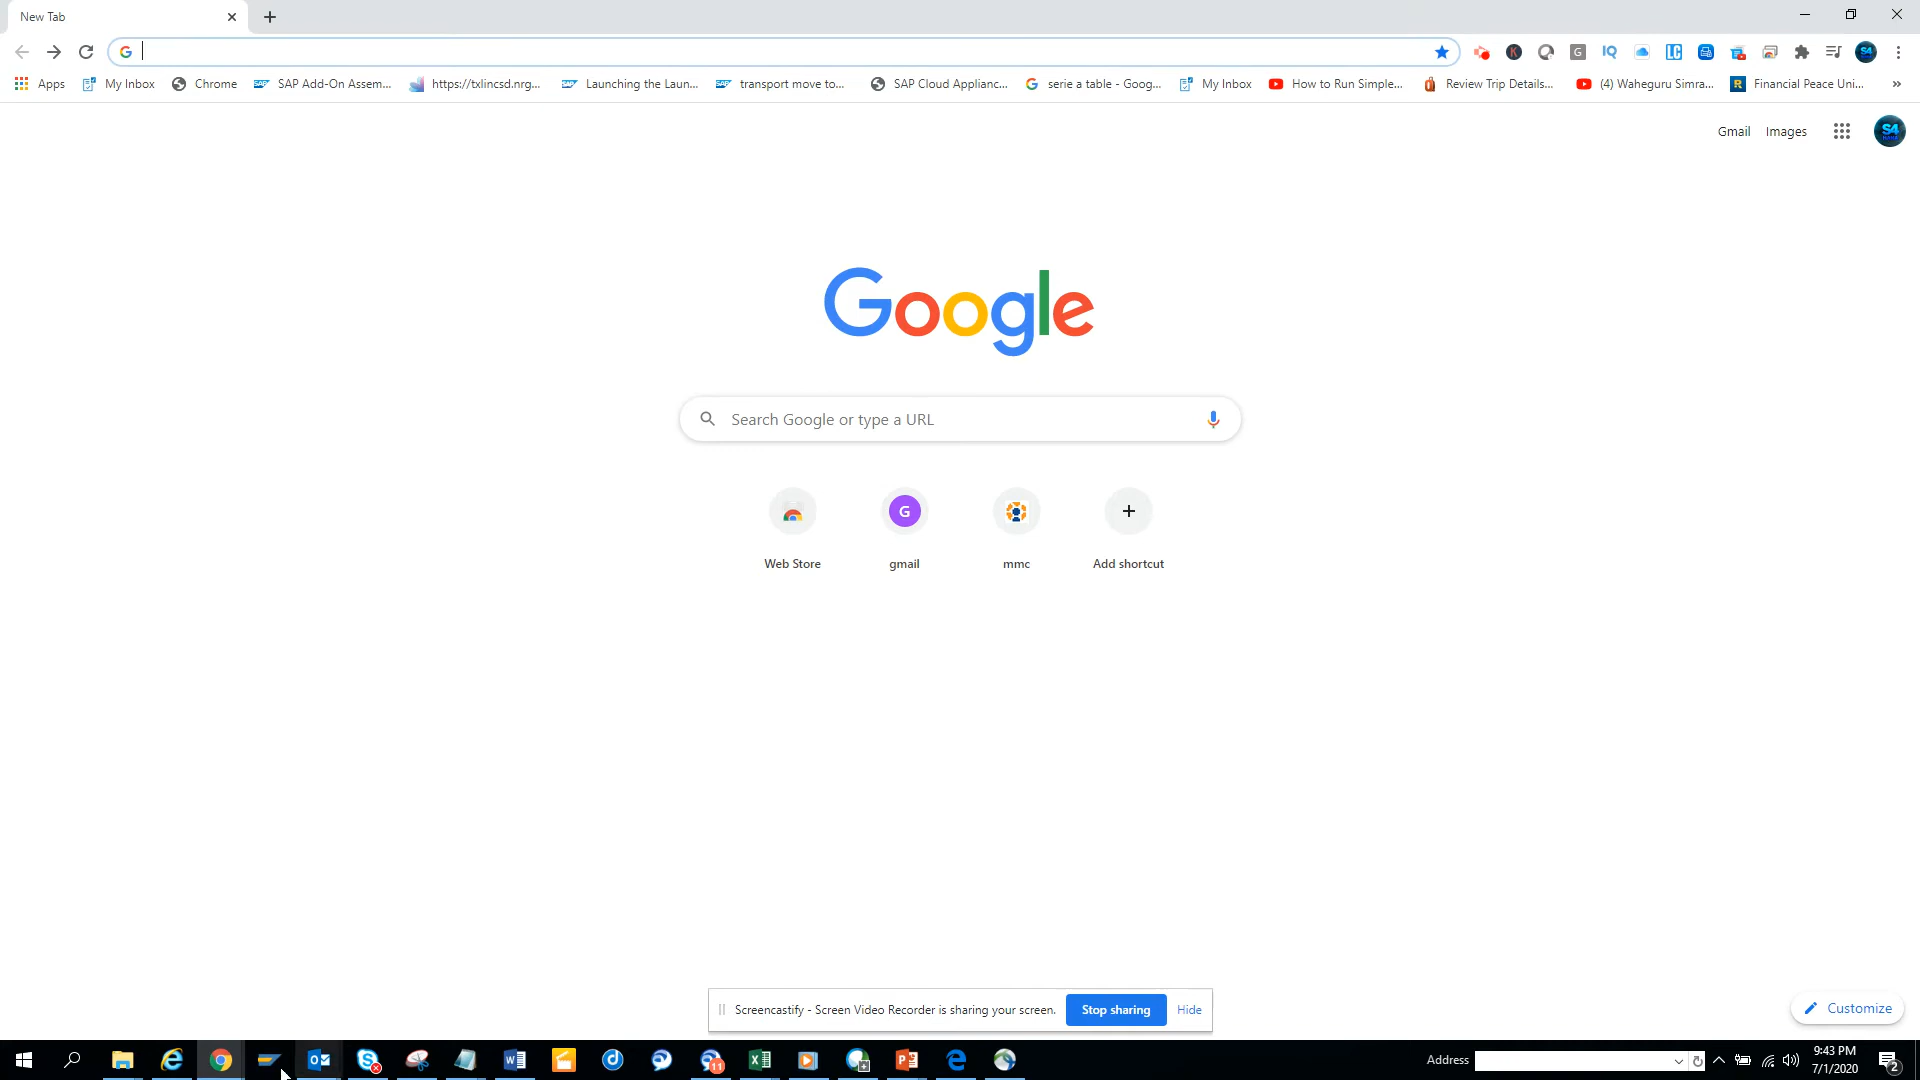 New Tab
Apps My Inbox Chrome SAP Add-On Assem... https://txlincsd.nrg... Launching the Laun... transport move to... SAP Cloud Applianc... serie a table - Goog... My Inbox How to Run Simple... Review Trip Details... (4) Waheguru Simra... Financial Peace Uni... »
Gmail Images
Google
Search Google or type a URL
G
Web Store gmail mmc Add shortcut
Screencastify - Screen Video Recorder is sharing your screen. Stop sharing Hide
Customize
Address
9:43 PM
7/1/2020
11
2